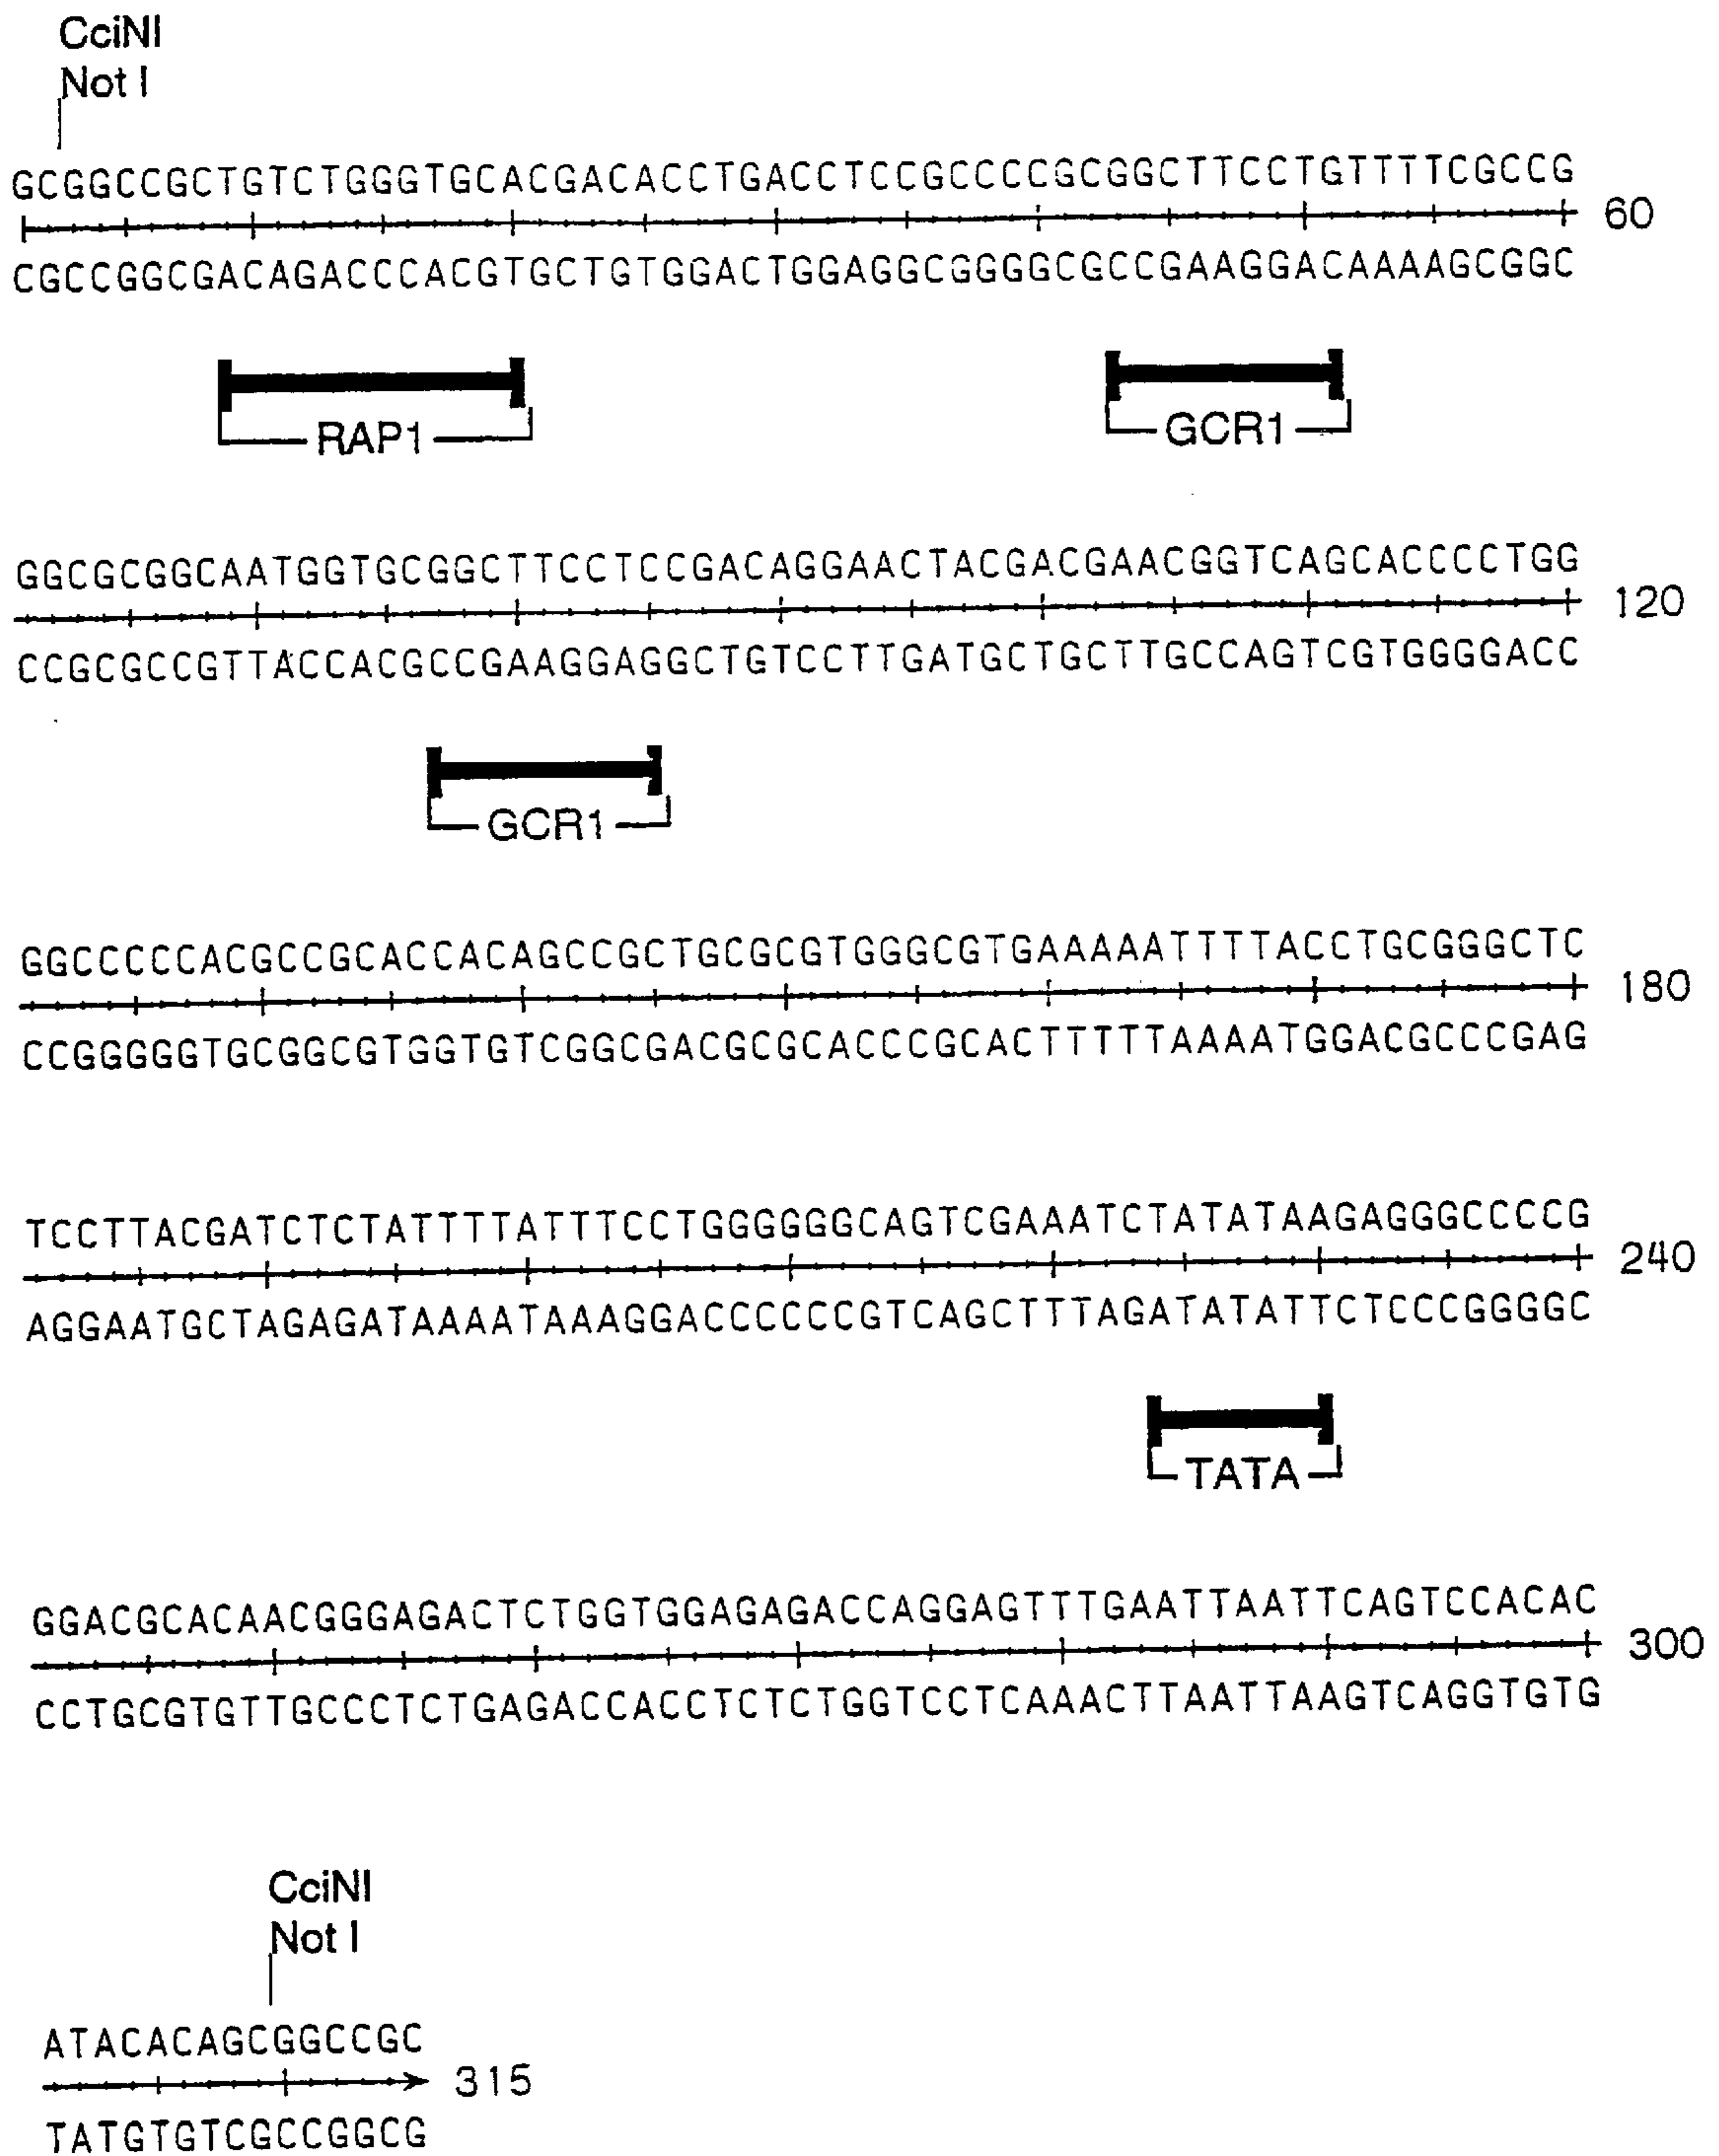 CciNI
Not I
GCGGCCGCTGTCTGGGTGCACGACACCTGACCTCCGCCCCGCGGCTTCCTGTTTTCGCCG
60
CGCCGGCGACAGACCCACGTGCTGTGGACTGGAGGCGGGGCGCCGAAGGACAAAAGCGGC
RAP1 GCR1
GGCGCGGCAATGGTGCGGCTTCCTCCGACAGGAACTACGACGAACGGTCAGCACCCCTGG
120
CCGCGCCGTTACCACGCCGAAGGAGGCTGTCCTTGATGCTGCTTGCCAGTCGTGGGGACC
GCR1
GGCCCCCACGCCGCACCACAGCCGCTGCGCGTGGGCGTGAAAAATTTTACCTGCGGGCTC
180
CCGGGGGTGCGGCGTGGTGTCGGCGACGCGCACCCGCACTTTTTAAAATGGACGCCCGAG
TCCTTACGATCTCTATTTTATTTCCTGGGGGGCAGTCGAAATCTATATAAGAGGGCCCCG
240
AGGAATGCTAGAGATAAAATAAAGGACCCCCCGTCAGCTTTAGATATATTCTCCCGGGGC
TATA
GGACGCACAACGGGAGACTCTGGTGGAGAGACCAGGAGTTTGAATTAATTCAGTCCACAC
300
CCTGCGTGTTGCCCTCTGAGACCACCTCTCTGGTCCTCAAACTTAATTAAGTCAGGTGTG
CciNI
Not I
ATACACAGCGGCCGC
315
TATGTGTCGCCGGCG